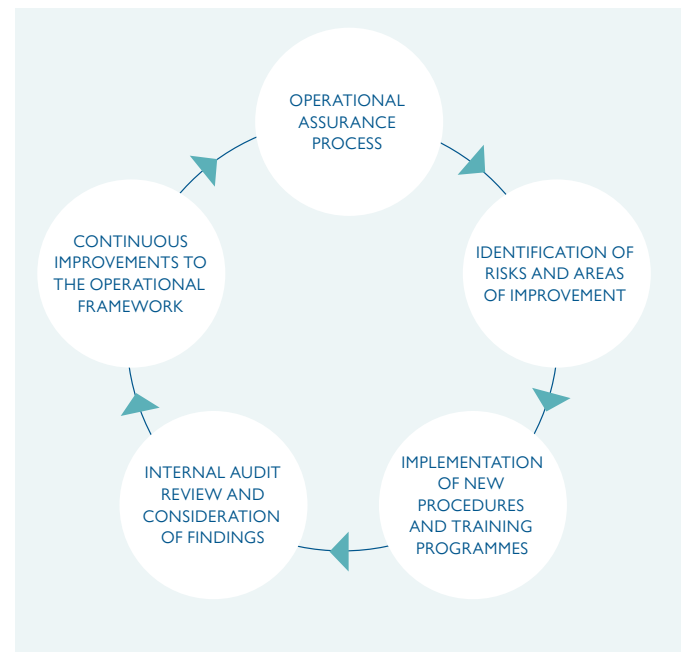 OPERATIONAL
ASSURANCE
PROCESS
IDENTIFICATION OF
RISKS AND AREAS
OF IMPROVEMENT
IMPLEMENTATION
OF NEW
PROCEDURES
AND TRAINING
PROGRAMMES
INTERNAL AUDIT
REVIEW AND
CONSIDERATION
OF FINDINGS
CONTINUOUS
IMPROVEMENTS TO
THE OPERATIONAL
FRAMEWORK